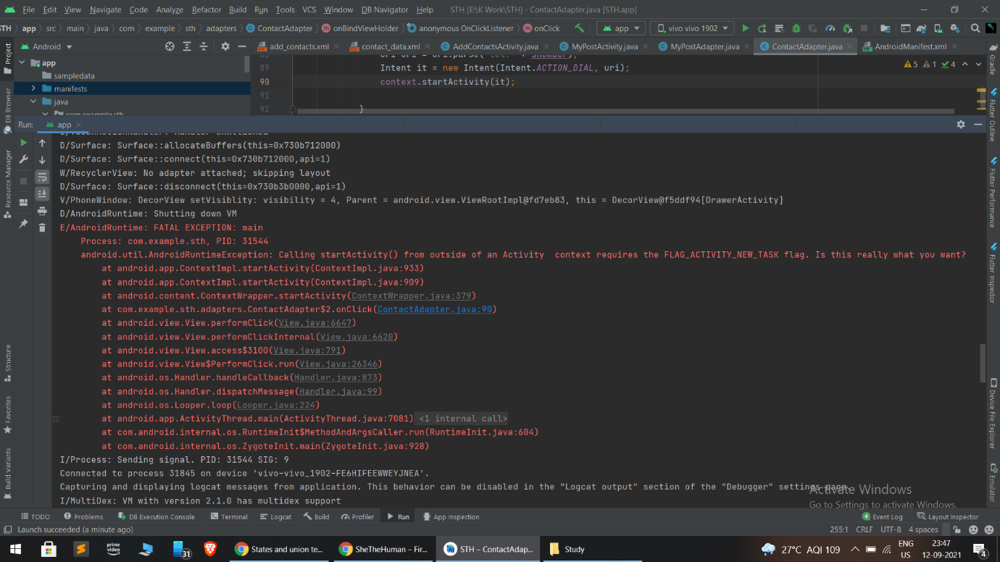 File Edit View Navigate Code Analyze Refactor Build Run Tools VCS Window DB Navigator Help STH [E:\K Work\STH] - ContactAdapter.java [STH.app]
STH app src main java com example sth adapters ContactAdapter onBindViewHolder anonymous OnClickListener onClick app vivo vivo 1902
Android add_contacts.xml contact_data.xml AddContactsActivity.java MyPostActivity.java MyPostAdapter.java ContactAdapter.java AndroidManifest.xml
app
sampledata
manifests
java
com.example.sth
89 Intent it = new Intent(Intent.ACTION_DIAL, uri);
90 context.startActivity(it);
91
92 }
5 1 4
Project
DB Browser
Resource Manager
Structure
Favorites
Build Variants
Gradle
Flutter Outline
Flutter Performance
Flutter Inspector
Device File Explorer
Emulator
Run: app
D/Surface: Surface::allocateBuffers(this=0x730b712000)
D/Surface: Surface::connect(this=0x730b712000,api=1)
W/RecyclerView: No adapter attached; skipping layout
D/Surface: Surface::disconnect(this=0x730b3b0000,api=1)
V/PhoneWindow: DecorView setVisiblity: visibility = 4, Parent = android.view.ViewRootImpl@fd7eb83, this = DecorView@f5ddf94[DrawerActivity]
D/AndroidRuntime: Shutting down VM
E/AndroidRuntime: FATAL EXCEPTION: main
Process: com.example.sth, PID: 31544
android.util.AndroidRuntimeException: Calling startActivity() from outside of an Activity  context requires the FLAG_ACTIVITY_NEW_TASK flag. Is this really what you want?
at android.app.ContextImpl.startActivity(ContextImpl.java:933)
at android.app.ContextImpl.startActivity(ContextImpl.java:909)
at android.content.ContextWrapper.startActivity(ContextWrapper.java:379)
at com.example.sth.adapters.ContactAdapter$2.onClick(ContactAdapter.java:90)
at android.view.View.performClick(View.java:6647)
at android.view.View.performClickInternal(View.java:6620)
at android.view.View.access$3100(View.java:791)
at android.view.View$PerformClick.run(View.java:26346)
at android.os.Handler.handleCallback(Handler.java:873)
at android.os.Handler.dispatchMessage(Handler.java:99)
at android.os.Looper.loop(Looper.java:224)
at android.app.ActivityThread.main(ActivityThread.java:7081) <1 internal call>
at com.android.internal.os.RuntimeInit$MethodAndArgsCaller.run(RuntimeInit.java:604)
at com.android.internal.os.ZygoteInit.main(ZygoteInit.java:928)
I/Process: Sending signal. PID: 31544 SIG: 9
Connected to process 31845 on device 'vivo-vivo_1902-FE6HIFEEWWEYJNEA'.
Capturing and displaying logcat messages from application. This behavior can be disabled in the "Logcat output" section of the "Debugger" settings page.
I/MultiDex: VM with version 2.1.0 has multidex support
Activate Windows
Go to Settings to activate Windows.
TODO Problems DB Execution Console Terminal Logcat Build Profiler Run App Inspection 4 Event Log Layout Inspector
Launch succeeded (a minute ago) 255:1 CRLF UTF-8 4 spaces
prime video 31 States and union te... SheTheHuman – Fir... STH – ContactAdap... Study 27°C AQI 109 ENG US 23:47 12-09-2021 4